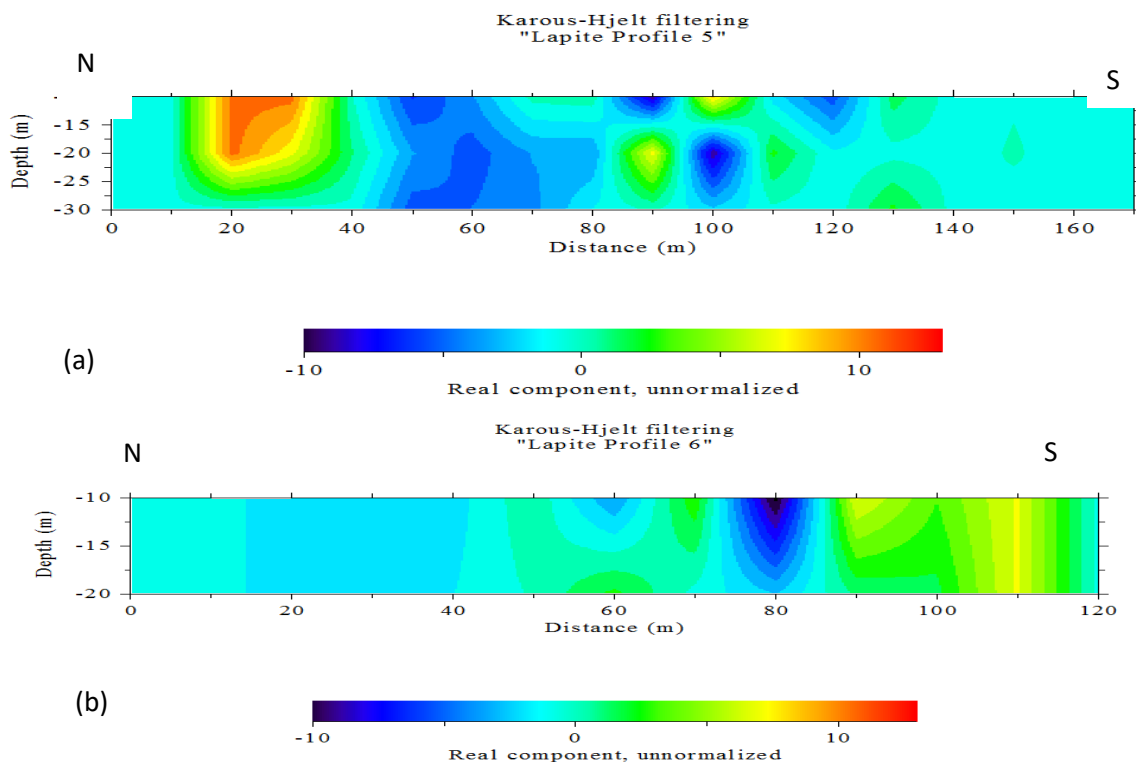 Karous-Hjelt filtering
"Lapite Profile 5"
N
S
Depth (m)
-15
-20
-25
-30
0 20 40 60 80 100 120 140 160
Distance (m)
(a)
-10 0 10
Real component, unnormalized
Karous-Hjelt filtering
"Lapite Profile 6"
N
S
Depth (m)
-10
-15
-20
0 20 40 60 80 100 120
Distance (m)
(b)
-10 0 10
Real component, unnormalized